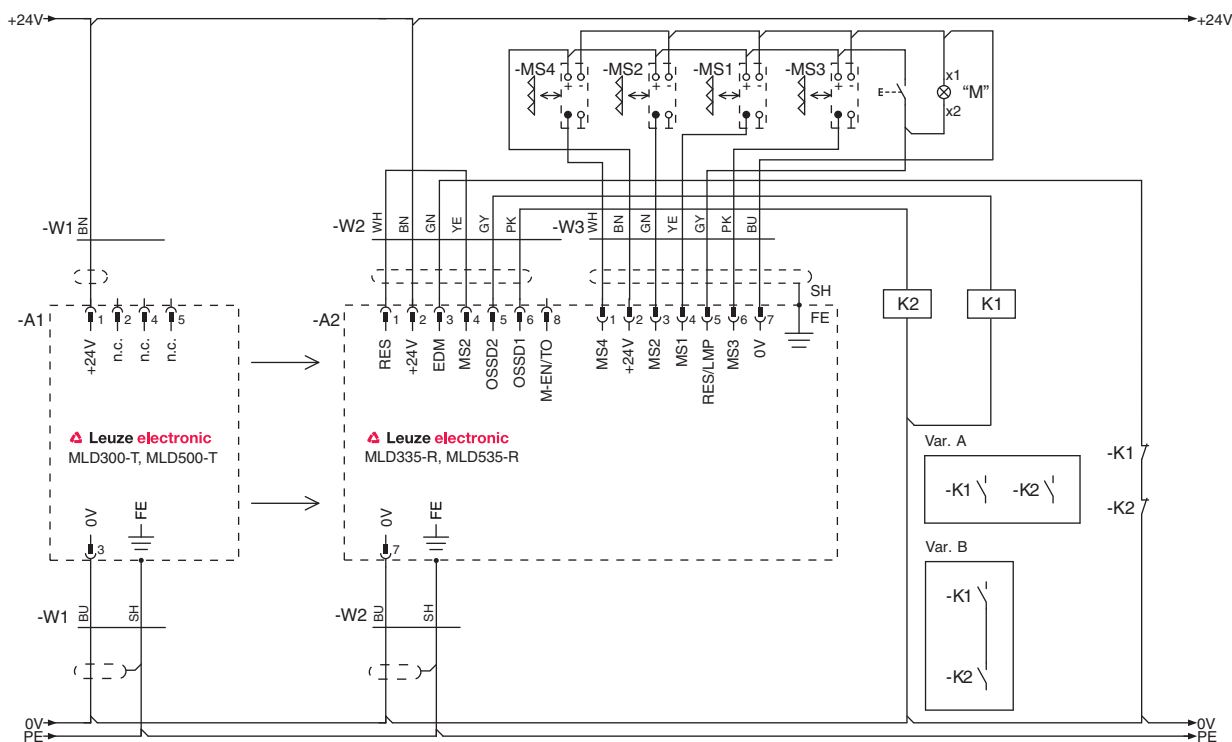 +24V +24V
-MS4 -MS2 -MS1 -MS3 x1
+ - + - + - + - E "M"
x2
-W1 BN -W2 WH BN GN YE GY PK -W3 WH BN GN YE GY PK BU
SH
K2 K1
-A1 1 2 4 5 -A2 1 2 3 4 5 6 8 1 2 3 4 5 6 7 FE
+24V n.c. n.c. n.c. RES +24V EDM MS2 OSSD2 OSSD1 M-EN/TO MS4 +24V MS2 MS1 RES/LMP MS3 0V
Leuze electronic Leuze electronic
MLD300-T, MLD500-T MLD335-R, MLD535-R
Var. A
-K1
-K1 -K2
-K2
0V FE 0V FE
3 7
Var. B
-K1
-W1 BU SH -W2 BU SH
-K2
0V 0V
PE PE